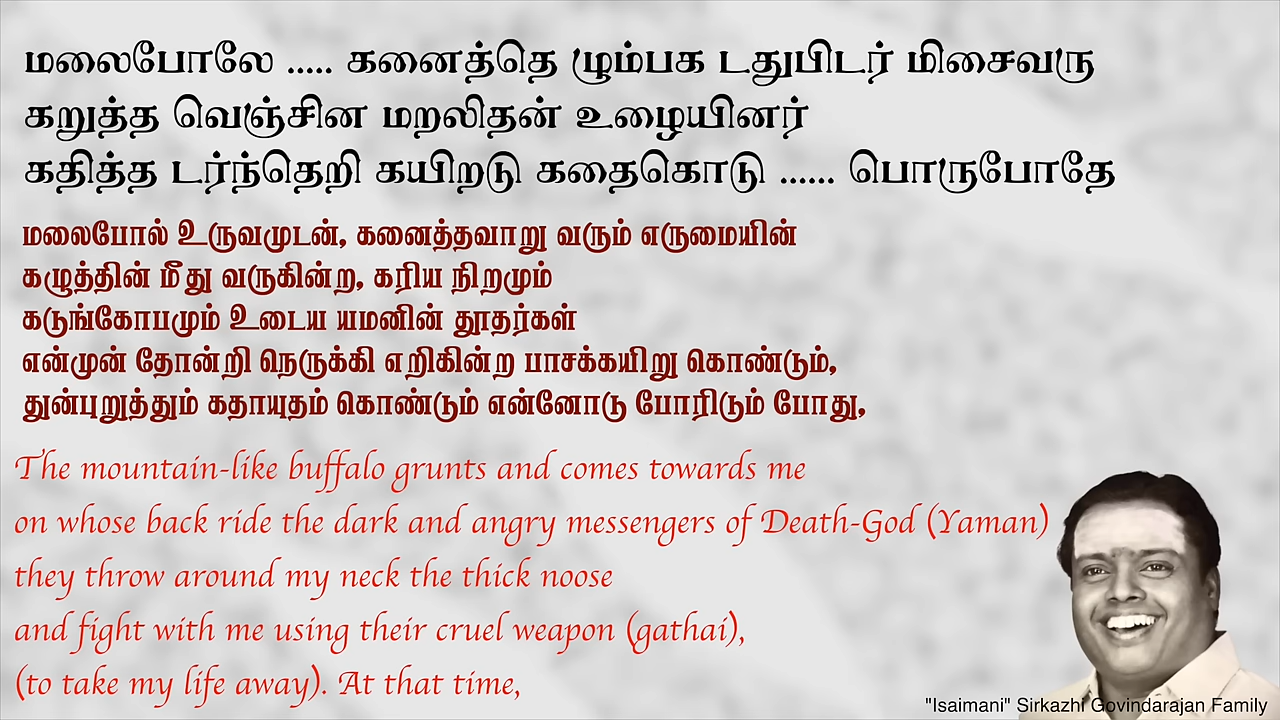 மலைபோலே ..... கனைத்தெ ழும்பக டதுபிடர் மிசைவரு
கறுத்த வெஞ்சின மறலிதன் உழையினர்
கதித்த டர்ந்தெறி கயிறடு கதைகொடு ...... பொருபோதே
மலைபோல் உருவமுடன், கனைத்தவாறு வரும் எருமையின்
கழுத்தின் மீது வருகின்ற, கரிய நிறமும்
கடுங்கோபமும் உடைய யமனின் தூதர்கள்
என்முன் தோன்றி நெருக்கி எறிகின்ற பாசக்கயிறு கொண்டும்,
துன்புறுத்தும் கதாயுதம் கொண்டும் என்னோடு போரிடும் போது,
The mountain-like buffalo grunts and comes towards me
on whose back ride the dark and angry messengers of Death-God (Yaman)
they throw around my neck the thick noose
and fight with me using their cruel weapon (gathai),
(to take my life away). At that time,
"Isaimani" Sirkazhi Govindarajan Family